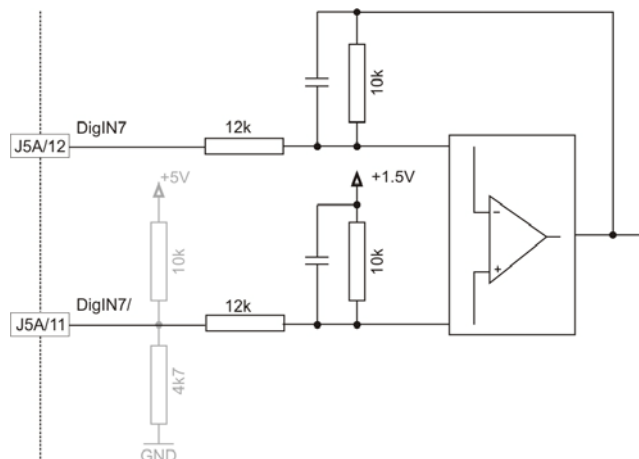 10k
DigIN7
12k
J5A/12
+5V
+1.5V
10k
10k
-
DigIN7/
12k
+
J5A/11
4k7
GND